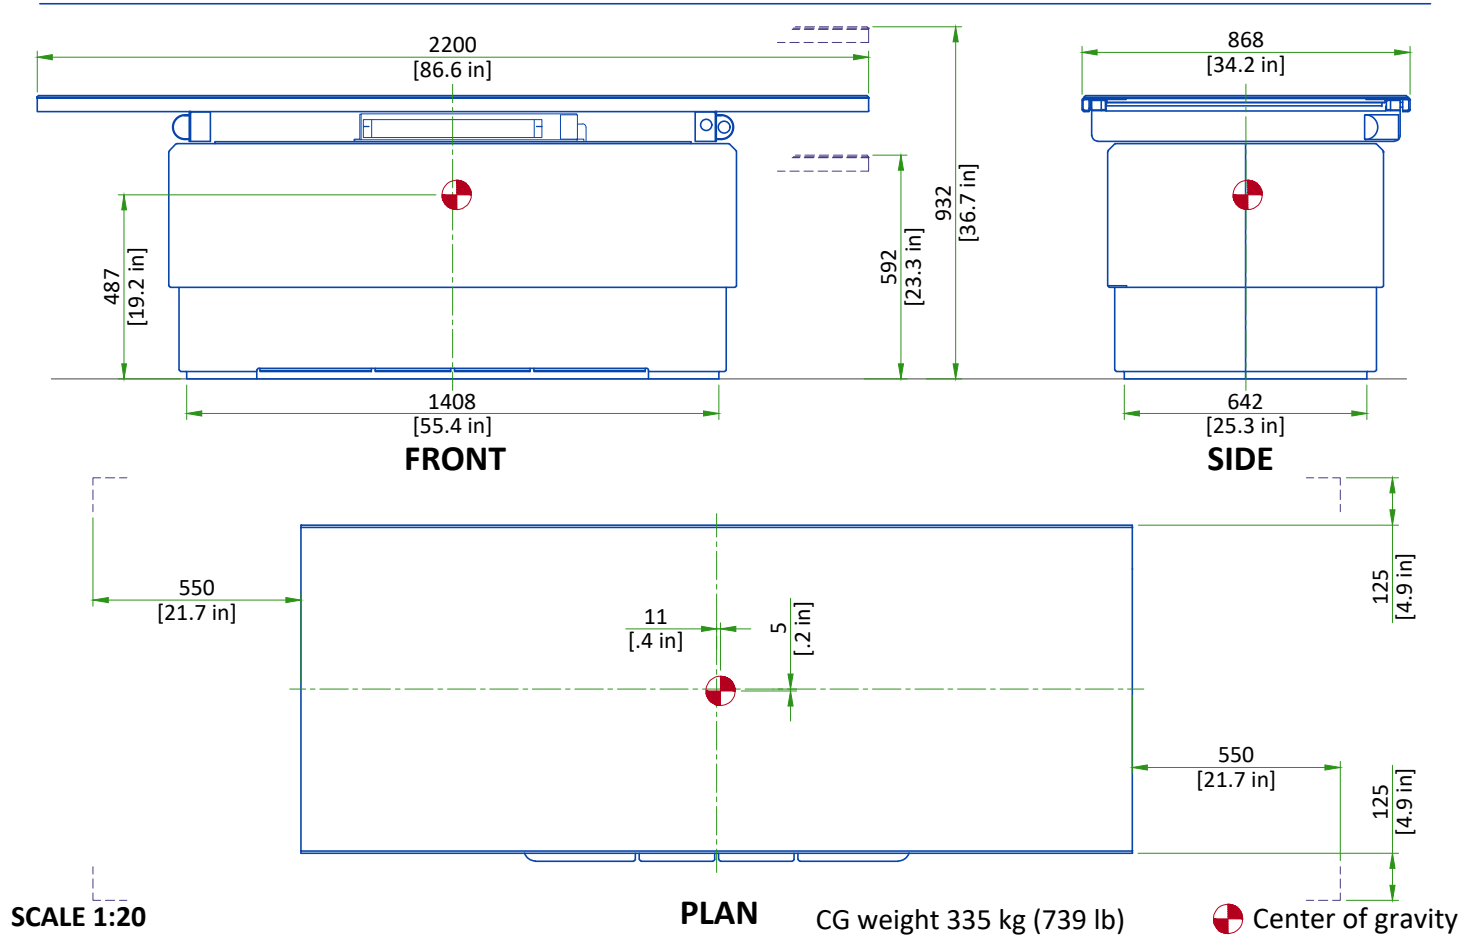 2200
[86.6 in]
868
[34.2 in]
932
[36.7 in]
592
[23.3 in]
487
[19.2 in]
1408
[55.4 in]
642
[25.3 in]
FRONT
SIDE
550
[21.7 in]
11
[.4 in]
5
[.2 in]
125
[4.9 in]
550
[21.7 in]
125
[4.9 in]
SCALE 1:20
PLAN
CG weight 335 kg (739 lb)
Center of gravity